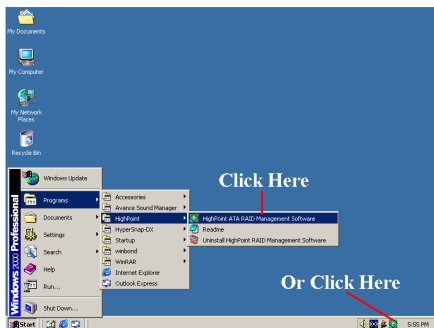 My Documents
My Computer
My Network
Places
Recycle Bin
Click Here
Or Click Here
Windows 2000 Professional
Windows Update
Programs
Documents
Settings
Search
Help
Run...
Shut Down...
Accessories
Avance Sound Manager
HighPoint
HyperSnap-DX
Startup
winbond
WinRAR
Internet Explorer
Outlook Express
HighPoint ATA RAID Management Software
Readme
Uninstall HighPoint RAID Management Software
Start
5:55 PM